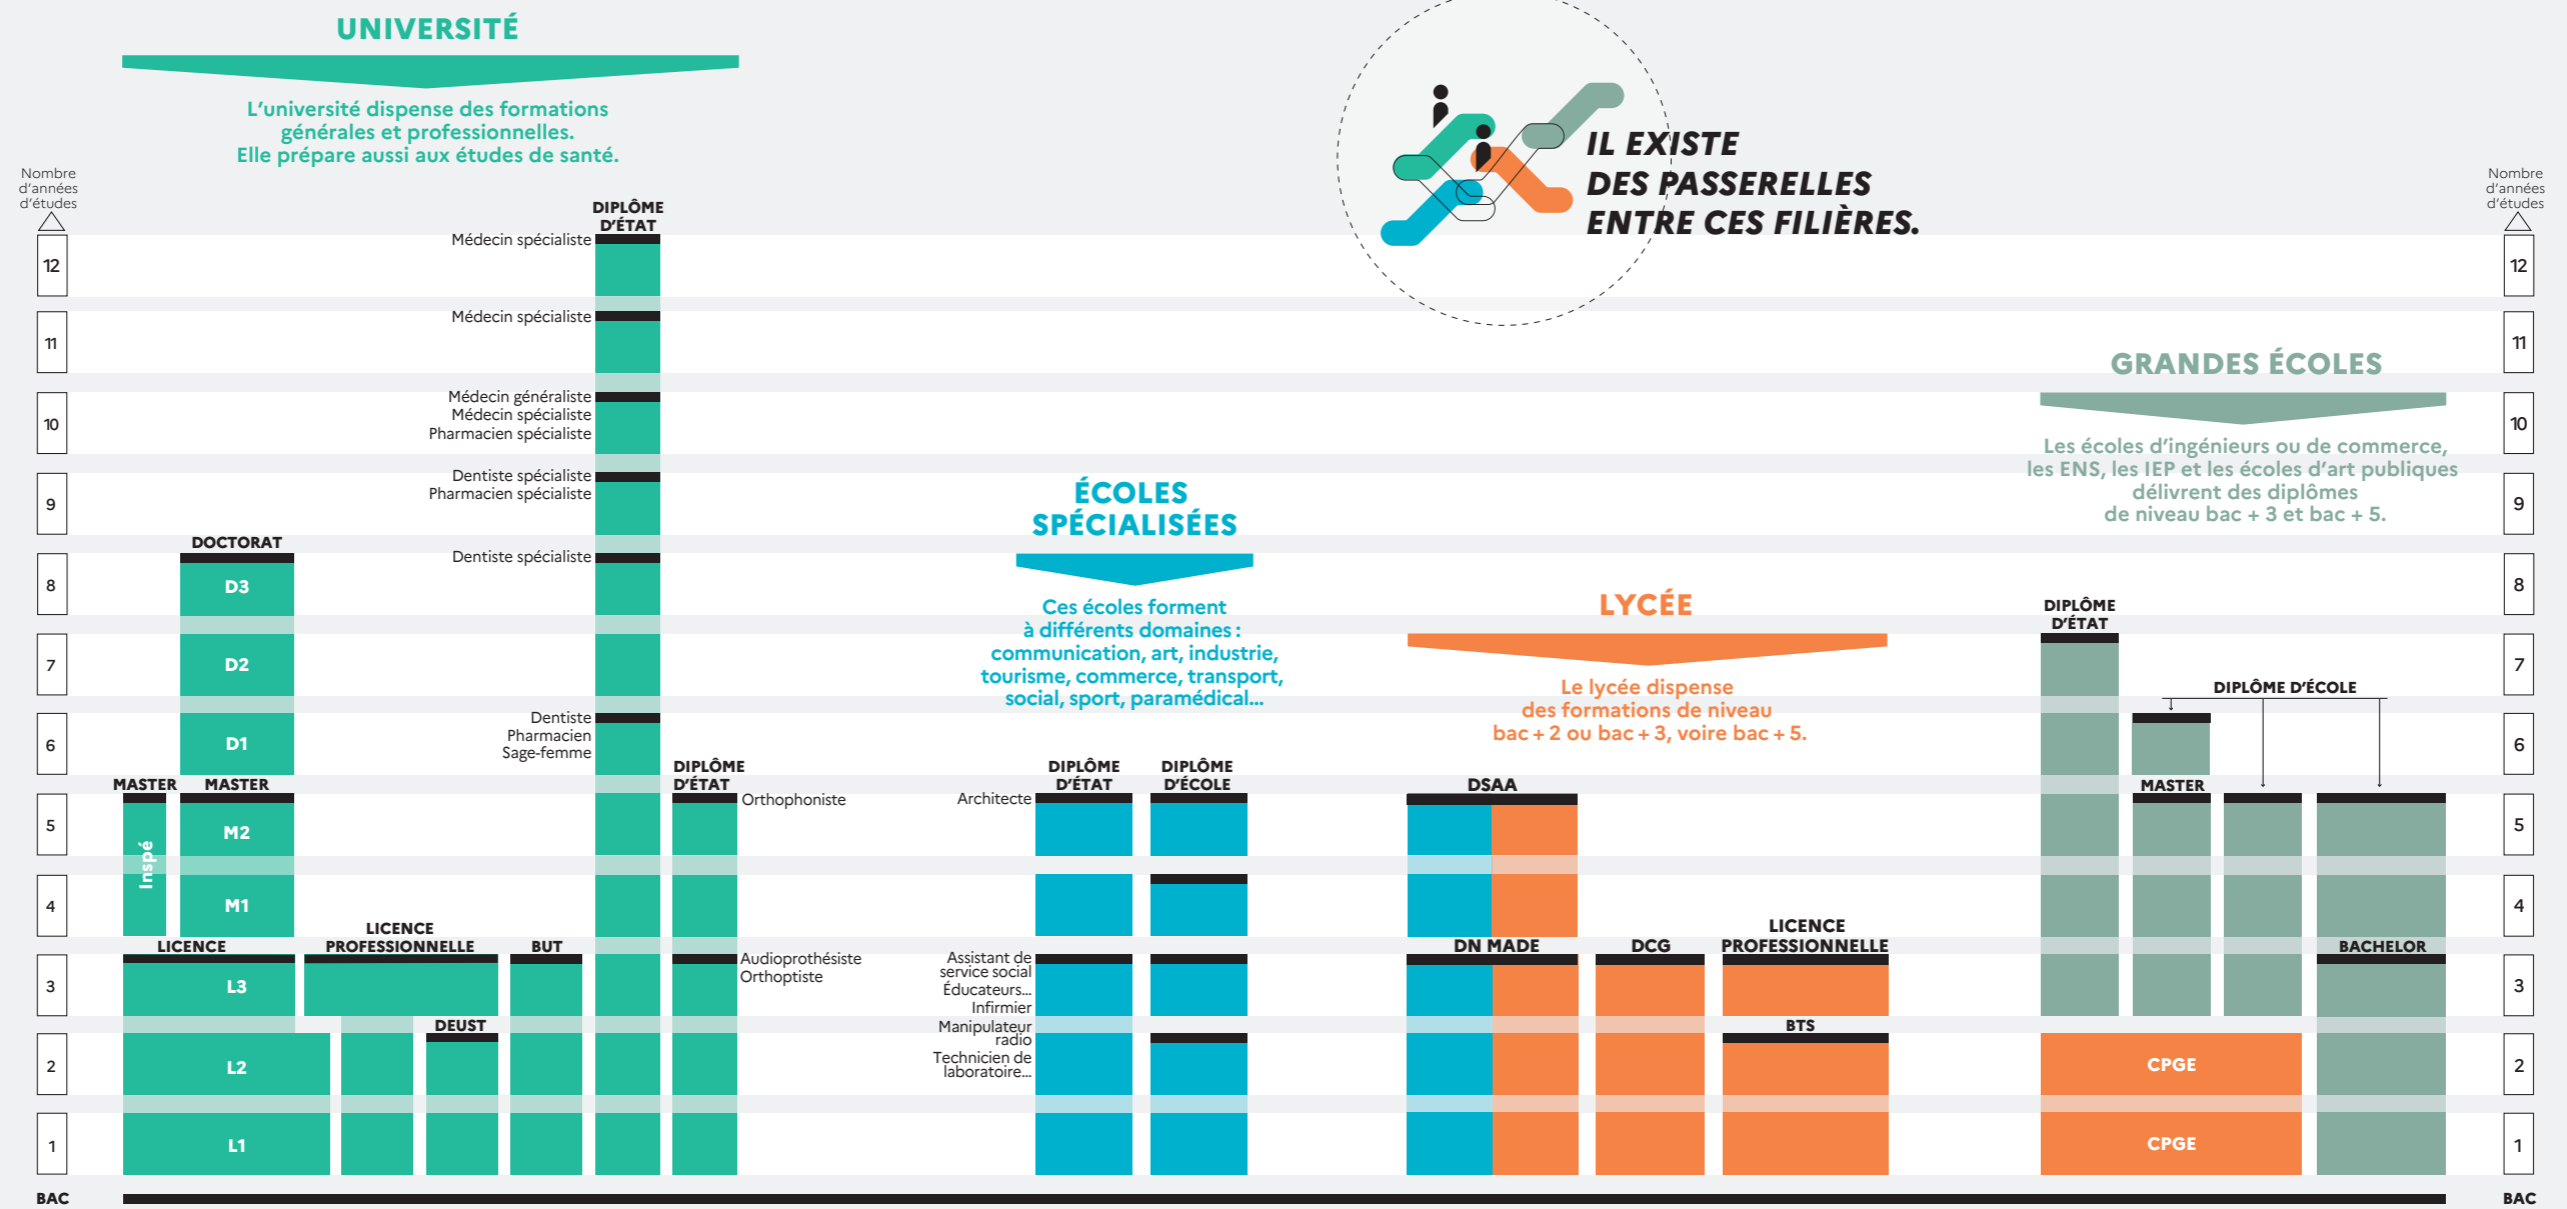 UNIVERSITÉ
L'université dispense des formations
générales et professionnelles.
Elle prépare aussi aux études de santé.
IL EXISTE
DES PASSERELLES
ENTRE CES FILIÈRES.
Nombre
d'années
d'études
12
11
10
9
8
7
6
5
4
3
2
1
BAC
DIPLÔME
D'ÉTAT
Médecin spécialiste
Médecin spécialiste
Médecin généraliste
Médecin spécialiste
Pharmacien spécialiste
Dentiste spécialiste
Pharmacien spécialiste
Dentiste spécialiste
Dentiste
Pharmacien
Sage-femme
DOCTORAT
D3
D2
D1
MASTER
MASTER
Inspé
M2
M1
LICENCE
L3
L2
L1
LICENCE
PROFESSIONNELLE
DEUST
BUT
DIPLÔME
D'ÉTAT
Orthophoniste
Audioprothésiste
Orthoptiste
ÉCOLES
SPÉCIALISÉES
Ces écoles forment
à différents domaines :
communication, art, industrie,
tourisme, commerce, transport,
social, sport, paramédical...
DIPLÔME
D'ÉTAT
DIPLÔME
D'ÉCOLE
Architecte
Assistant de
service social
Éducateurs...
Infirmier
Manipulateur
radio
Technicien de
laboratoire...
LYCÉE
Le lycée dispense
des formations de niveau
bac + 2 ou bac + 3, voire bac + 5.
DSAA
DN MADE
DCG
LICENCE
PROFESSIONNELLE
BTS
GRANDES ÉCOLES
Les écoles d'ingénieurs ou de commerce,
les ENS, les IEP et les écoles d'art publiques
délivrent des diplômes
de niveau bac + 3 et bac + 5.
DIPLÔME
D'ÉTAT
DIPLÔME D'ÉCOLE
MASTER
BACHELOR
CPGE
CPGE
Nombre
d'années
d'études
12
11
10
9
8
7
6
5
4
3
2
1
BAC